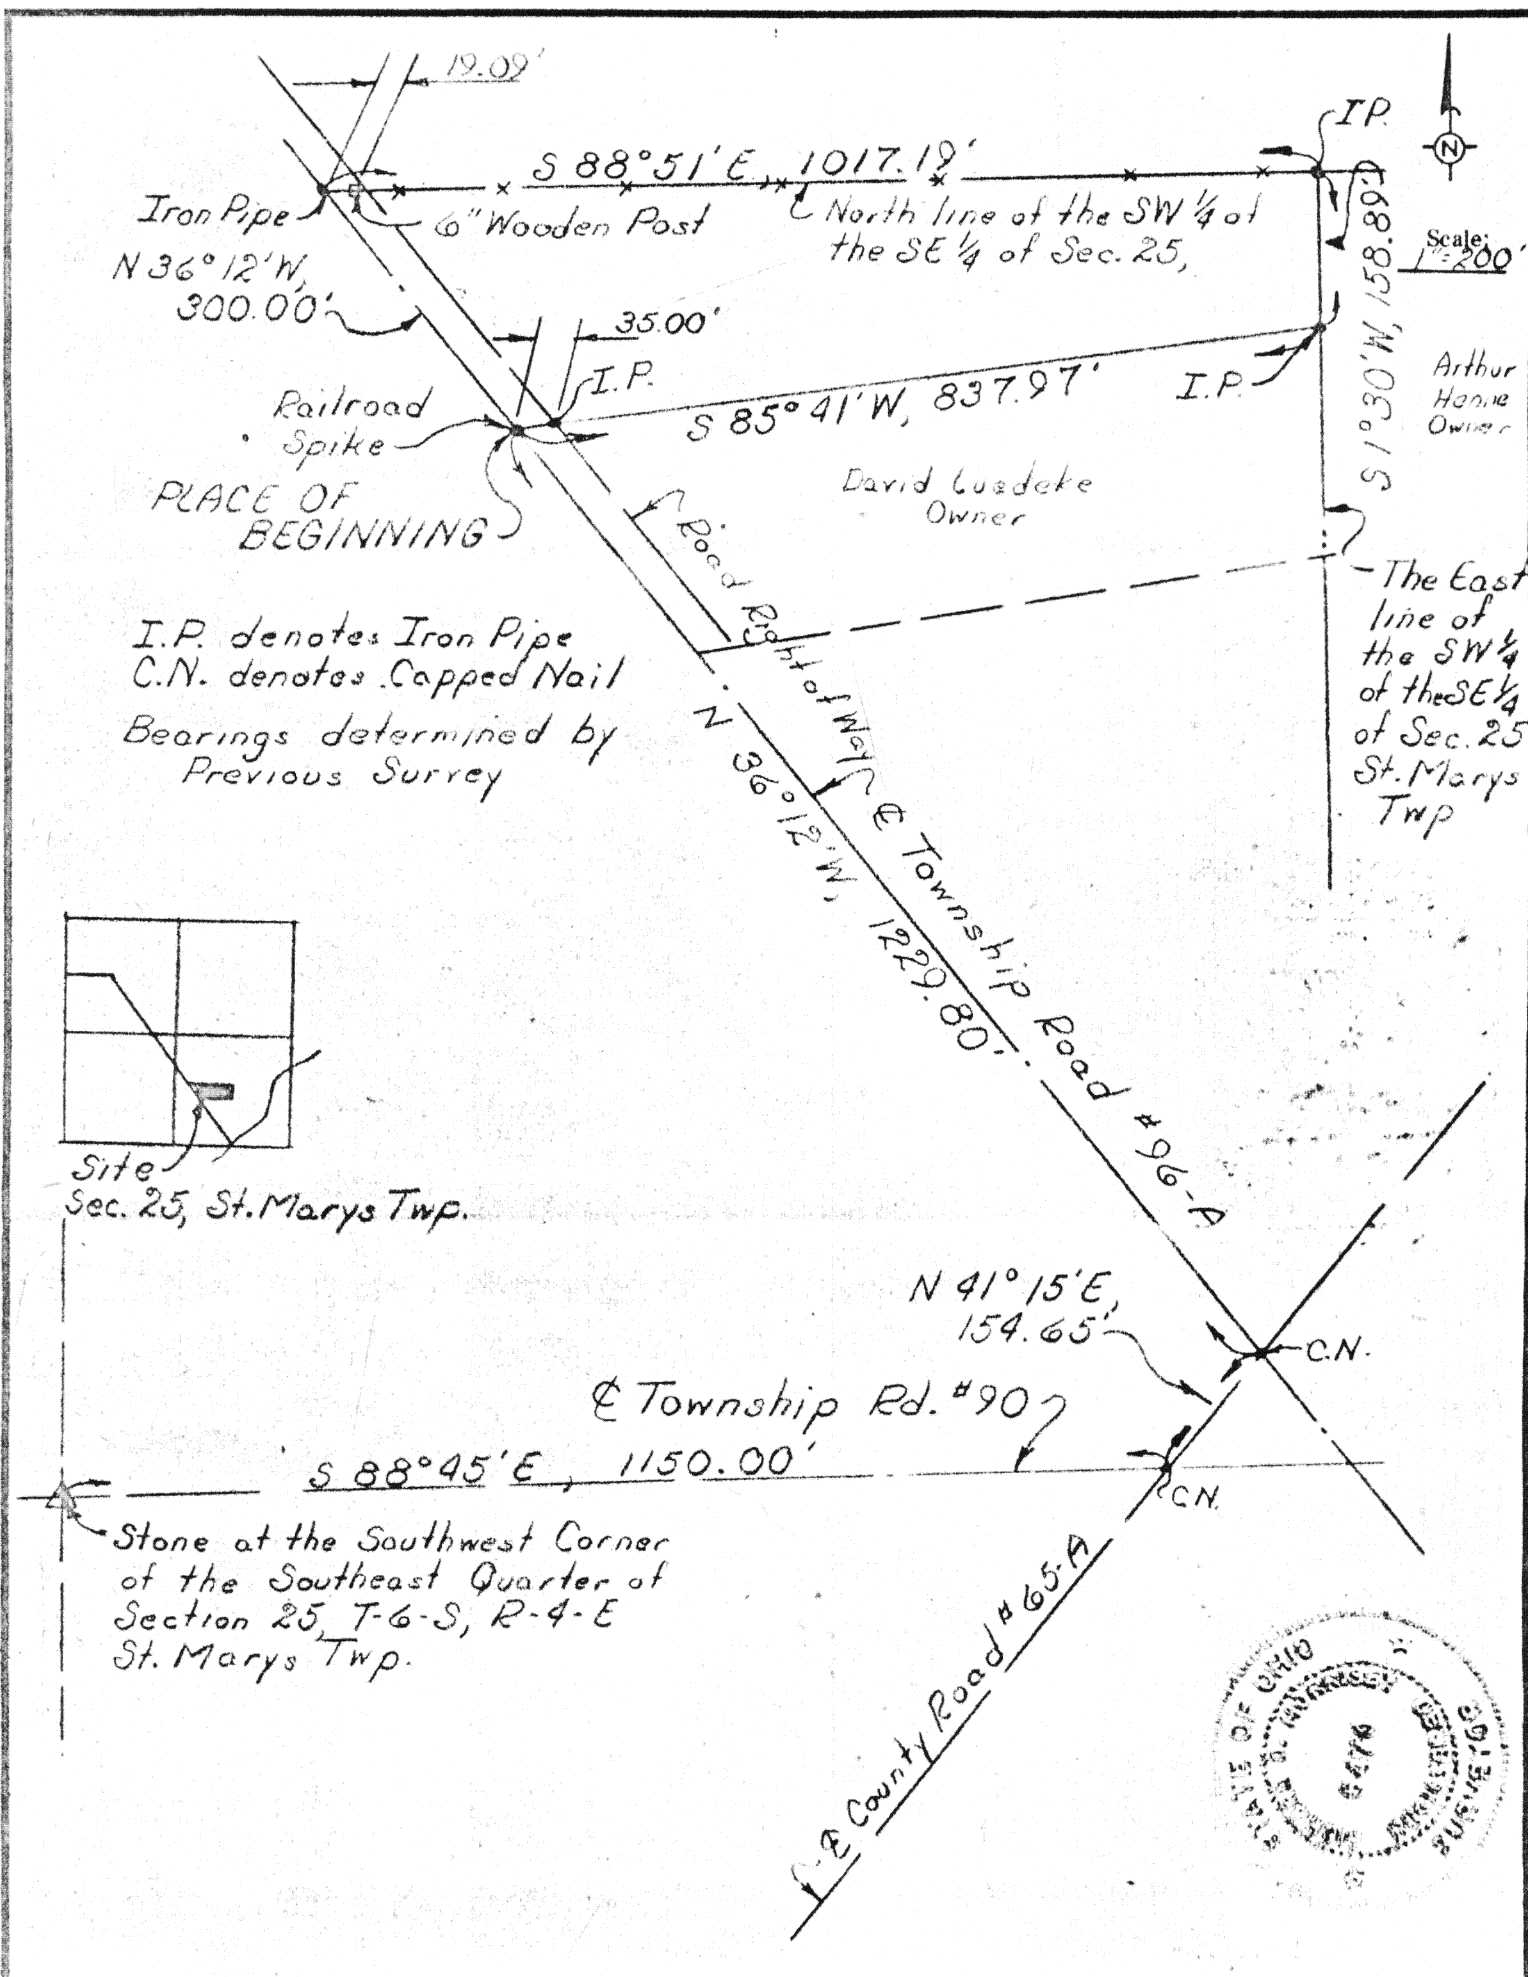 19.09'
I.P.
N
S 88°51' E, 1017.19'
Iron Pipe
6" Wooden Post
North line of the SW ¼ of
the SE ¼ of Sec. 25,
Scale:
1"=200'
N 36°12' W,
300.00'
S 1°30' W, 158.89'
35.00'
I.P.
Railroad
Spike
S 85°41' W, 837.97'
I.P.
Arthur
Owner
PLACE OF
BEGINNING
David Luedeke
Owner
Road Right of Way
The East
line of
the SW ¼
of the SE ¼
of Sec. 25
St. Marys
Twp
I.P. denotes Iron Pipe
C.N. denotes Capped Nail
Bearings determined by
Previous Survey
N 36°12' W, 1229.80'
℄ Township Road #96-A
Site
Sec. 25, St. Marys Twp.
N 41°15' E,
154.65'
C.N.
℄ Township Rd. #90
S 88°45' E, 1150.00'
C.N.
Stone at the Southwest Corner
of the Southeast Quarter of
Section 25, T-6-S, R-4-E
St. Marys Twp.
℄ County Road #65-A
STATE OF OHIO